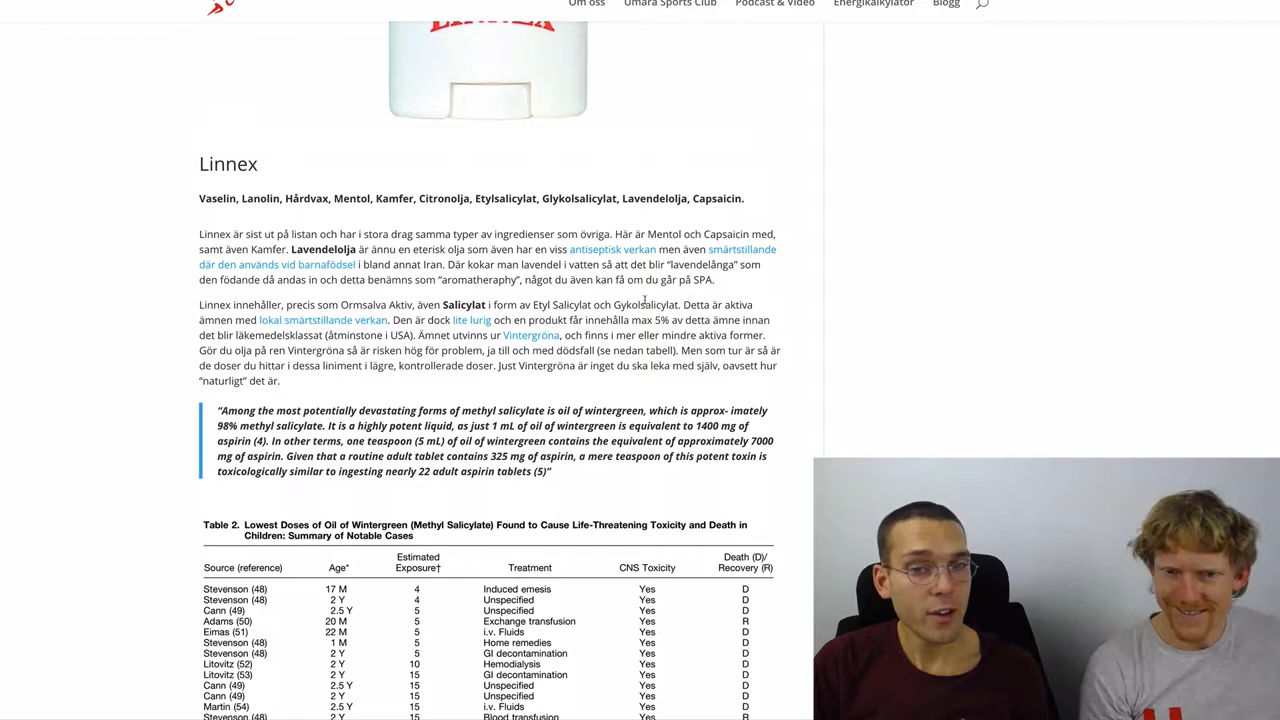 Om oss Umara Sports Club Podcast & Video Energikalkylator Blogg
LINNEX
Linnex
Vaselin, Lanolin, Hårdvax, Mentol, Kamfer, Citronolja, Etylsalicylat, Glykolsalicylat, Lavendelolja, Capsaicin.
Linnex är sist ut på listan och har i stora drag samma typer av ingredienser som övriga. Här är Mentol och Capsaicin med,
samt även Kamfer. Lavendelolja är ännu en eterisk olja som även har en viss antiseptisk verkan men även smärtstillande
där den används vid barnafödsel i bland annat Iran. Där kokar man lavendel i vatten så att det blir “lavendelånga” som
den födande då andas in och detta benämns som “aromatheraphy”, något du även kan få om du går på SPA.
Linnex innehåller, precis som Ormsalva Aktiv, även Salicylat i form av Etyl Salicylat och Gykolsalicylat. Detta är aktiva
ämnen med lokal smärtstillande verkan. Den är dock lite lurig och en produkt får innehålla max 5% av detta ämne innan
det blir läkemedelsklassat (åtminstone i USA). Ämnet utvinns ur Vintergröna, och finns i mer eller mindre aktiva former.
Gör du olja på ren Vintergröna så är risken hög för problem, ja till och med dödsfall (se nedan tabell). Men som tur är så är
de doser du hittar i dessa liniment i lägre, kontrollerade doser. Just Vintergröna är inget du ska leka med själv, oavsett hur
“naturligt” det är.
“Among the most potentially devastating forms of methyl salicylate is oil of wintergreen, which is approx- imately
98% methyl salicylate. It is a highly potent liquid, as just 1 mL of oil of wintergreen is equivalent to 1400 mg of
aspirin (4). In other terms, one teaspoon (5 mL) of oil of wintergreen contains the equivalent of approximately 7000
mg of aspirin. Given that a routine adult tablet contains 325 mg of aspirin, a mere teaspoon of this potent toxin is
toxicologically similar to ingesting nearly 22 adult aspirin tablets (5)”
Table 2. Lowest Doses of Oil of Wintergreen (Methyl Salicylate) Found to Cause Life-Threatening Toxicity and Death in
Children: Summary of Notable Cases
Source (reference) Age* Estimated Exposure† Treatment CNS Toxicity Death (D)/ Recovery (R)
Stevenson (48) 17 M 4 Induced emesis Yes D
Stevenson (48) 2 Y 4 Unspecified Yes D
Cann (49) 2.5 Y 5 Unspecified Yes D
Adams (50) 20 M 5 Exchange transfusion Yes R
Eimas (51) 22 M 5 i.v. Fluids Yes D
Stevenson (48) 1 M 5 Home remedies Yes D
Stevenson (48) 2 Y 5 GI decontamination Yes D
Litovitz (52) 2 Y 10 Hemodialysis Yes D
Litovitz (53) 2 Y 15 GI decontamination Yes D
Cann (49) 2.5 Y 15 Unspecified Yes D
Cann (49) 2 Y 15 Unspecified Yes D
Martin (54) 2.5 Y 15 i.v. Fluids Yes D
Stevenson (48) 2 Y 15 Blood transfusion Yes R